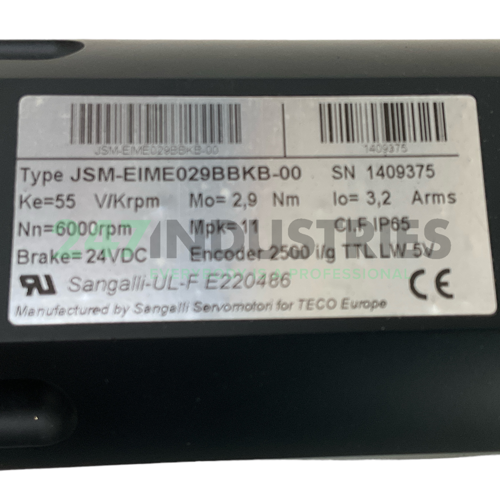 JSM-EIME029BBKB-00 1409375
Type JSM-EIME029BBKB-00 SN 1409375
Ke=55 V/Krpm Mo= 2,9 Nm Io= 3,2 Arms
Nn=6000rpm Mpk= 11 Cl.F IP65
247INDUSTRIES
Brake= 24VDC Encoder 2500 i/g TTL LW 5V
Sangalli-UL-F E220486 CE
Manufactured by Sangalli Servomotori for TECO Europe